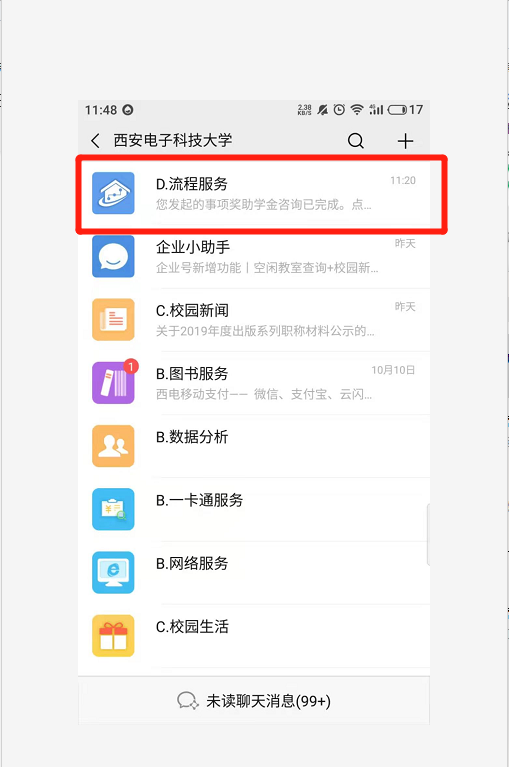 11:48
2.38
KB/S
4G
17
西安电子科技大学
D.流程服务
11:20
您发起的事项奖助学金咨询已完成。点...
企业小助手
昨天
企业号新增功能丨空闲教室查询+校园新...
C.校园新闻
昨天
关于2019年度出版系列职称材料公示的...
1
B.图书服务
10月10日
西电移动支付—— 微信、支付宝、云闪...
B.数据分析
B.一卡通服务
B.网络服务
C.校园生活
未读聊天消息(99+)